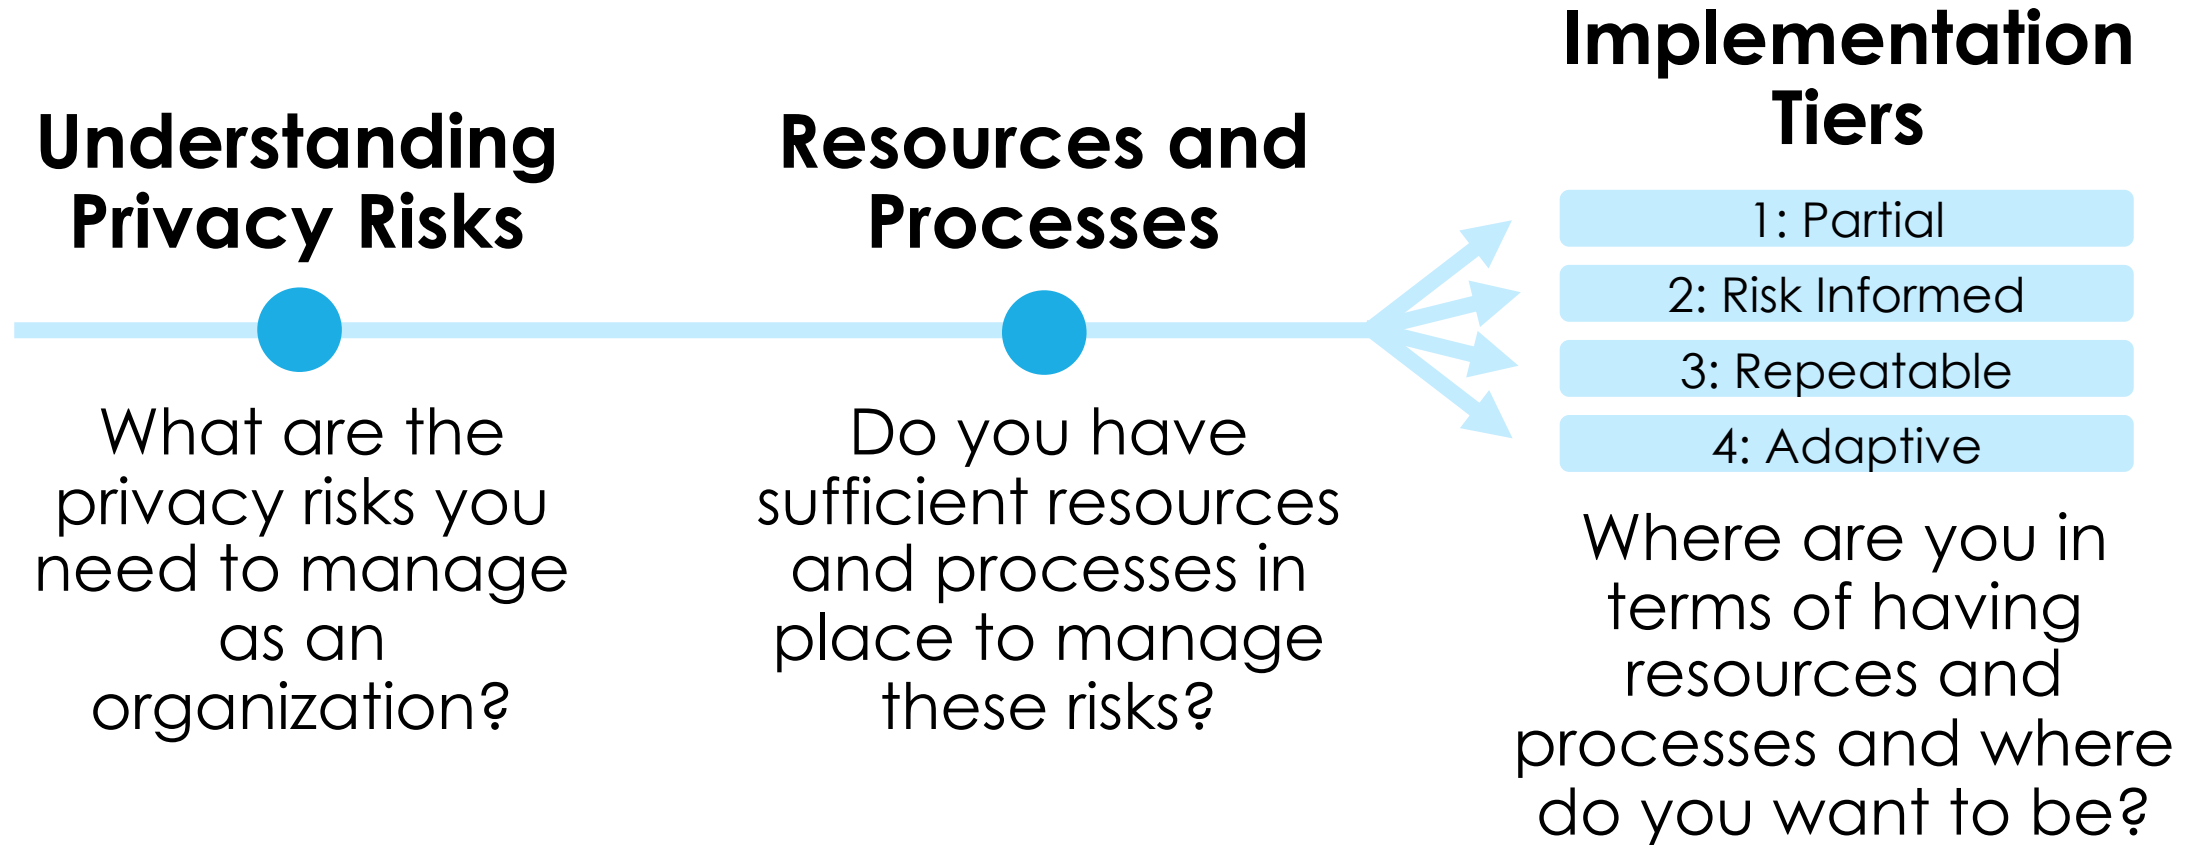 Understanding
Privacy Risks
What are the
privacy risks you
need to manage
as an
organization?
Resources and
Processes
Do you have
sufficient resources
and processes in
place to manage
these risks?
Implementation
Tiers
1: Partial
2: Risk Informed
3: Repeatable
4: Adaptive
Where are you in
terms of having
resources and
processes and where
do you want to be?